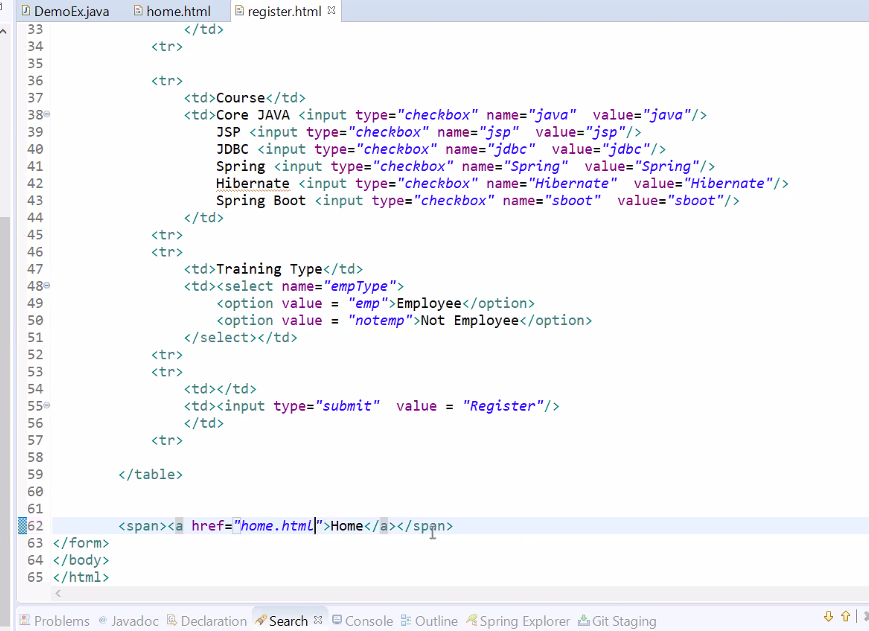 DemoEx.java home.html register.html
33 </td>
34 <tr>
35
36 <tr>
37 <td>Course</td>
38 <td>Core JAVA <input type="checkbox" name="java"  value="java"/>
39 JSP <input type="checkbox" name="jsp"  value="jsp"/>
40 JDBC <input type="checkbox" name="jdbc"  value="jdbc"/>
41 Spring <input type="checkbox" name="Spring"  value="Spring"/>
42 Hibernate <input type="checkbox" name="Hibernate"  value="Hibernate"/>
43 Spring Boot <input type="checkbox" name="sboot"  value="sboot"/>
44 </td>
45 <tr>
46 <tr>
47 <td>Training Type</td>
48 <td><select name="empType">
49 <option value = "emp">Employee</option>
50 <option value = "notemp">Not Employee</option>
51 </select></td>
52 <tr>
53 <tr>
54 <td></td>
55 <td><input type="submit"  value = "Register"/>
56 </td>
57 <tr>
58
59 </table>
60
61
62 <span><a href="home.html">Home</a></span>
63 </form>
64 </body>
65 </html>
Problems Javadoc Declaration Search Console Outline Spring Explorer Git Staging